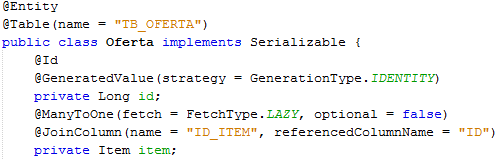 @Entity
@Table(name = "TB_OFERTA")
public class Oferta implements Serializable {
@Id
@GeneratedValue(strategy = GenerationType.IDENTITY)
private Long id;
@ManyToOne(fetch = FetchType.LAZY, optional = false)
@JoinColumn(name = "ID_ITEM", referencedColumnName = "ID")
private Item item;